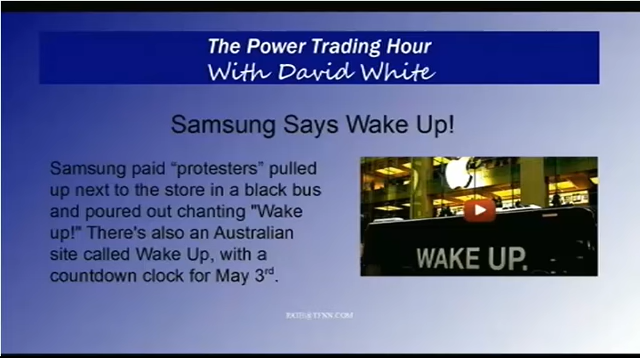 The Power Trading Hour
With David White
Samsung Says Wake Up!
Samsung paid “protesters” pulled
up next to the store in a black bus
and poured out chanting "Wake
up!" There's also an Australian
site called Wake Up, with a
countdown clock for May 3rd.
WAKE UP.